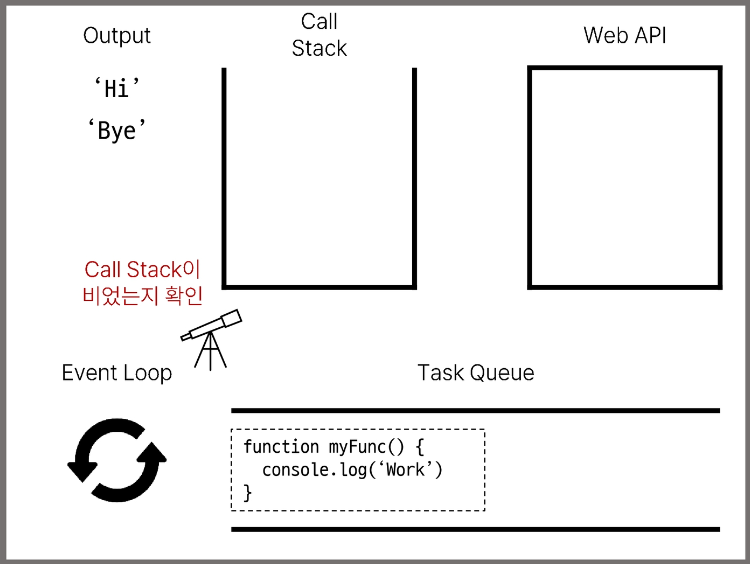 Output
Call
Stack
Web API
‘Hi’
‘Bye’
Call Stack이
비었는지 확인
Event Loop
Task Queue
function myFunc() {
  console.log(‘Work’)
}